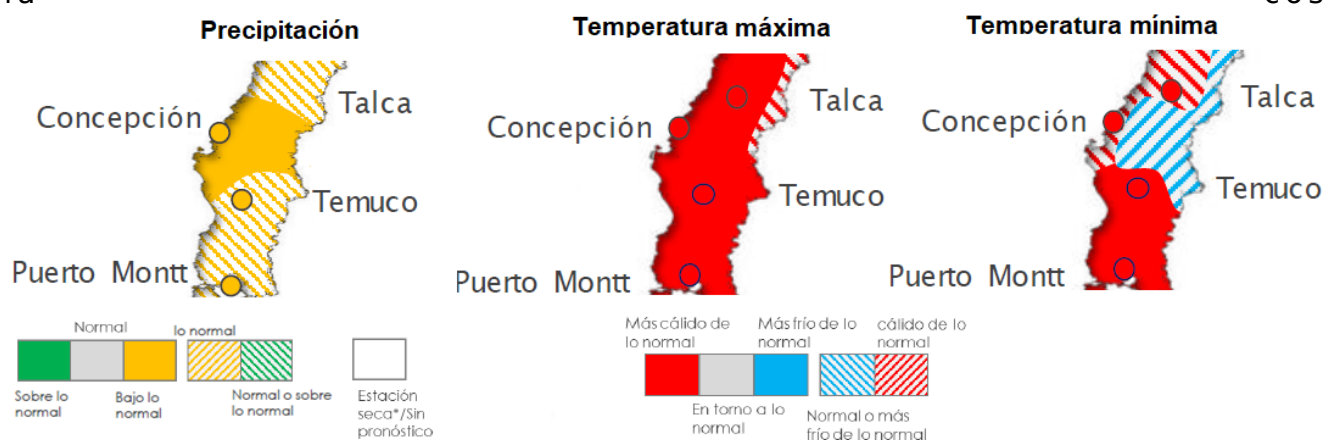 Precipitación
Talca
Concepción
Temuco
Puerto Montt
Normal
lo normal
Sobre lo
normal
Bajo lo
normal
Normal o sobre
lo normal
Estación
seca*/Sin
pronóstico
Temperatura máxima
Talca
Concepción
Temuco
Puerto Montt
Más cálido de
lo normal
Más frío de lo
normal
cálido de lo
normal
En torno a lo
normal
Normal o más
frío de lo normal
Temperatura mínima
Talca
Concepción
Temuco
Puerto Montt